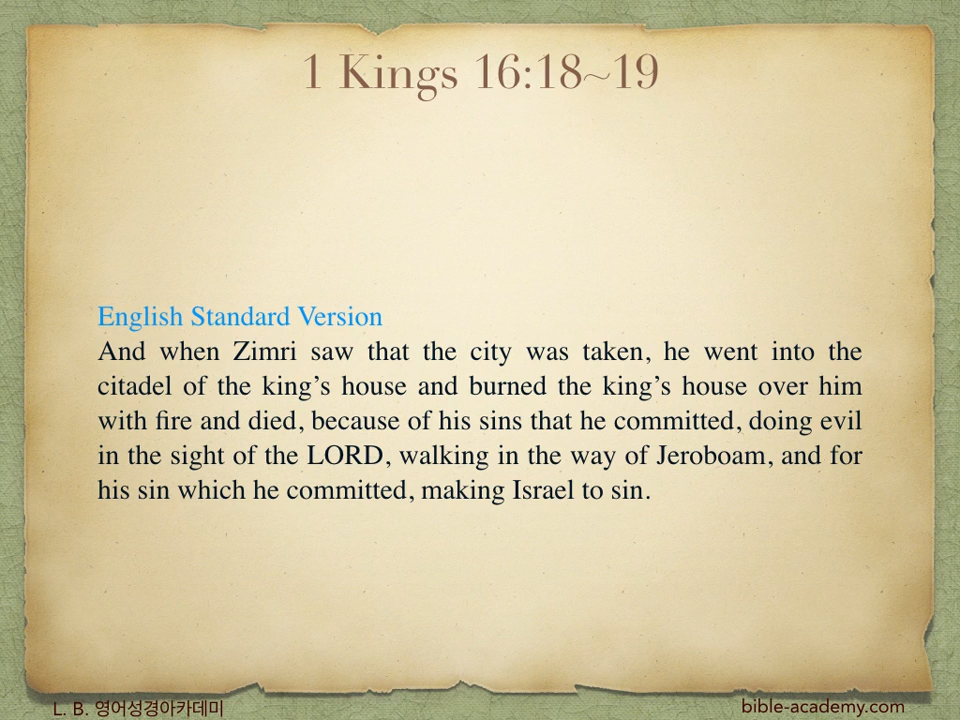 1 Kings 16:18~19
English Standard Version
And when Zimri saw that the city was taken, he went into the
citadel of the king’s house and burned the king’s house over him
with fire and died, because of his sins that he committed, doing evil
in the sight of the LORD, walking in the way of Jeroboam, and for
his sin which he committed, making Israel to sin.
L. B. 영어성경아카데미
bible-academy.com